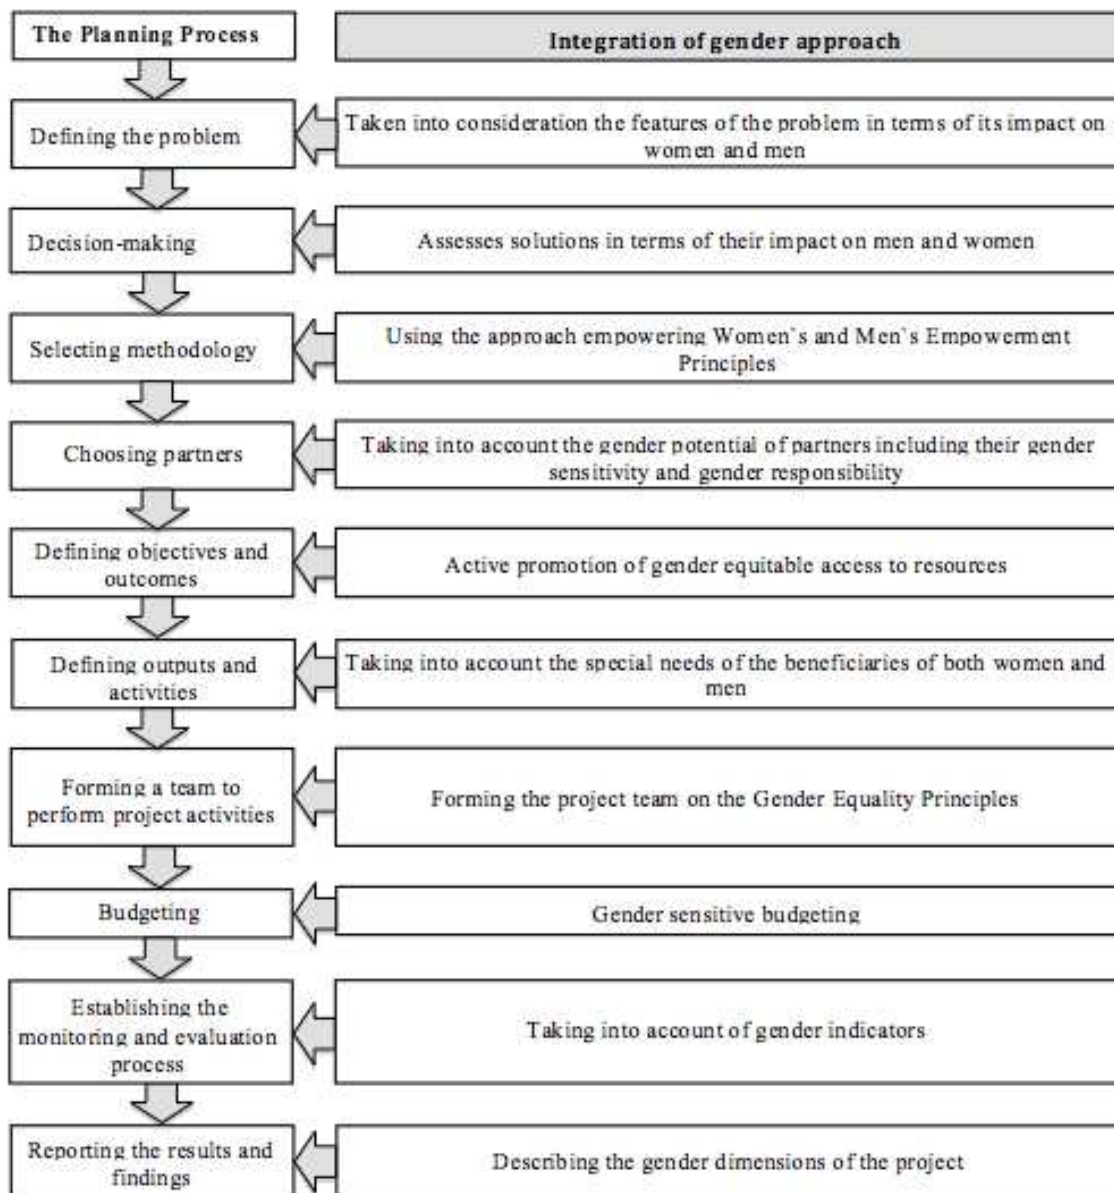 The Planning Process
Integration of gender approach
Defining the problem
Taken into consideration the features of the problem in terms of its impact on
women and men
Decision-making
Assesses solutions in terms of their impact on men and women
Selecting methodology
Using the approach empowering Women`s and Men`s Empowerment
Principles
Choosing partners
Taking into account the gender potential of partners including their gender
sensitivity and gender responsibility
Defining objectives and
outcomes
Active promotion of gender equitable access to resources
Defining outputs and
activities
Taking into account the special needs of the beneficiaries of both women and
men
Forming a team to
perform project activities
Forming the project team on the Gender Equality Principles
Budgeting
Gender sensitive budgeting
Establishing the
monitoring and evaluation
process
Taking into account of gender indicators
Reporting the results and
findings
Describing the gender dimensions of the project